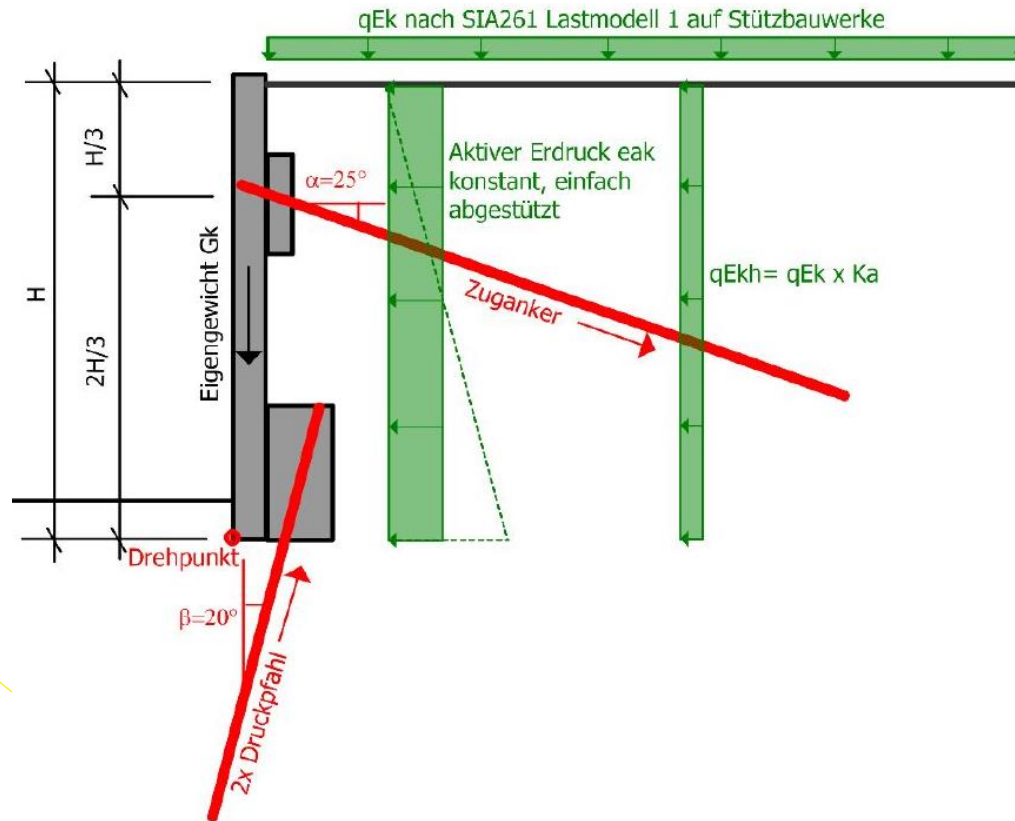 qEk nach SIA261 Lastmodell 1 auf Stützbauwerke
H
H/3
2H/3
Eigengewicht Gk
α=25°
Aktiver Erdruck eak
konstant, einfach
abgestützt
Zuganker
qEkh= qEk x Ka
Drehpunkt
β=20°
2x Druckpfahl